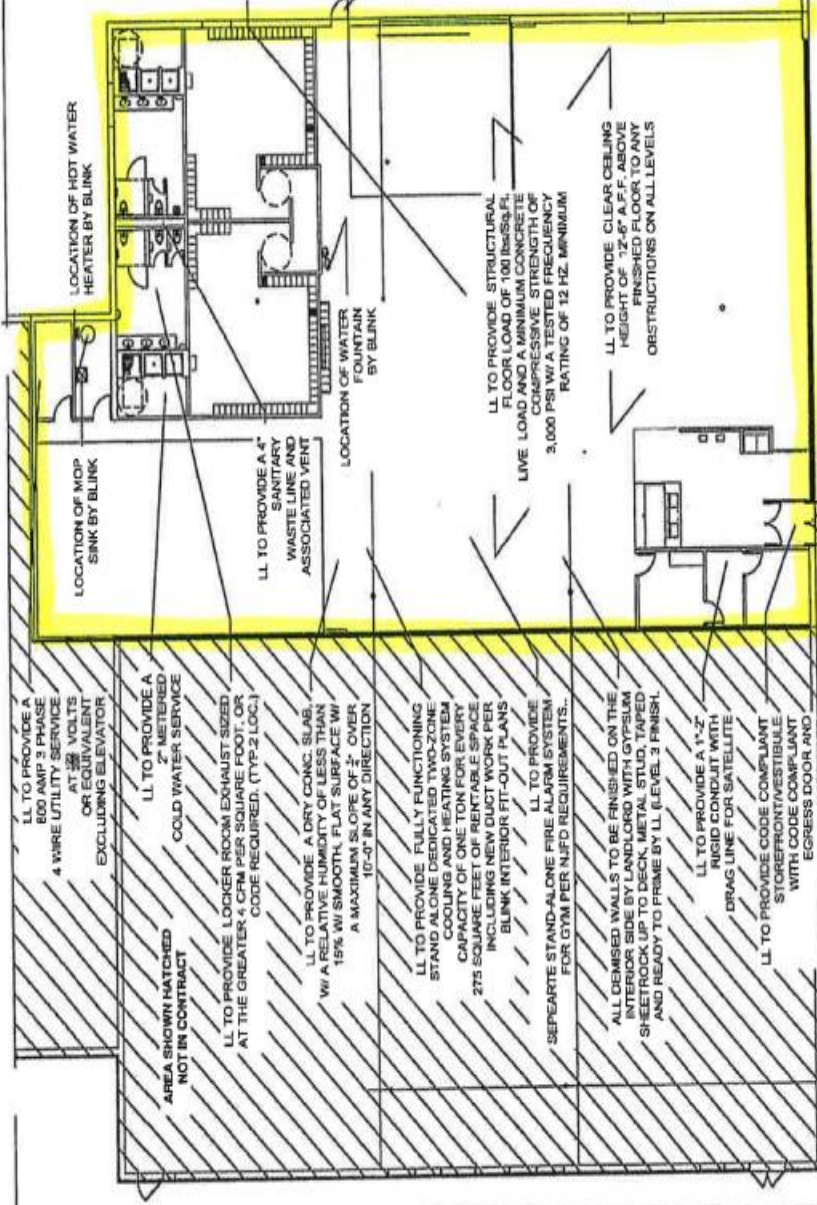 LL TO PROVIDE A
800 AMP 3 PHASE
4 WIRE UTILITY SERVICE
AT VOLTS
OR EQUIVALENT
EXCLUDING ELEVATOR
LL TO PROVIDE A
2" METERED
COLD WATER SERVICE
AREA SHOWN HATCHED
NOT IN CONTRACT
LL TO PROVIDE LOCKER ROOM EXHAUST SIZED
AT THE GREATER 4 CFM PER SQUARE FOOT, OR
CODE REQUIRED. (TYP.2 LOC.)
LL TO PROVIDE A DRY CONC. SLAB,
W/ A RELATIVE HUMIDITY OF LESS THAN
15% W/ SMOOTH, FLAT SURFACE W/
A MAXIMUM SLOPE OF OVER
10'-0" IN ANY DIRECTION
LL TO PROVIDE FULLY FUNCTIONING
STAND ALONE DEDICATED TWO-ZONE
COOLING AND HEATING SYSTEM
CAPACITY OF ONE TON FOR EVERY
275 SQUARE FEET OF RENTABLE SPACE
INCLUDING NEW DUCT WORK PER
BLINK INTERIOR FIT-OUT PLANS
LL TO PROVIDE
SEPEARTE STAND-ALONE FIRE ALARM SYSTEM
FOR GYM PER NJFD REQUIREMENTS..
ALL DEMISED WALLS TO BE FINISHED ON THE
INTERIOR SIDE BY LANDLORD WITH GYPSUM
SHEETROCK UP TO DECK, METAL STUD, TAPED
AND READY TO PRIME BY LL (LEVEL 3 FINISH.
LL TO PROVIDE A 1"-2"
RIGID CONDUIT WITH
DRAG LINE FOR SATELLITE
LL TO PROVIDE CODE COMPLIANT
STOREFRONT/VESTIBULE
WITH CODE COMPLIANT
EGRESS DOOR AND
LOCATION OF MOP
SINK BY BLINK
LOCATION OF HOT WATER
HEATER BY BLINK
LL TO PROVIDE A 4"
SANITARY
WASTE LINE AND
ASSOCIATED VENT
LOCATION OF WATER
FOUNTAIN
BY BLINK
LL TO PROVIDE STRUCTURAL
FLOOR LOAD OF 100 lbs/Sq.Ft.
LIVE LOAD AND A MINIMUM CONCRETE
COMPRESSIVE STRENGTH OF
3,000 PSI W/ A TESTED FREQUENCY
RATING OF 12 HZ. MINIMUM
LL TO PROVIDE CLEAR CEILING
HEIGHT OF 12'-6" A.F.F. ABOVE
FINISHED FLOOR TO ANY
OBSTRUCTIONS ON ALL LEVELS